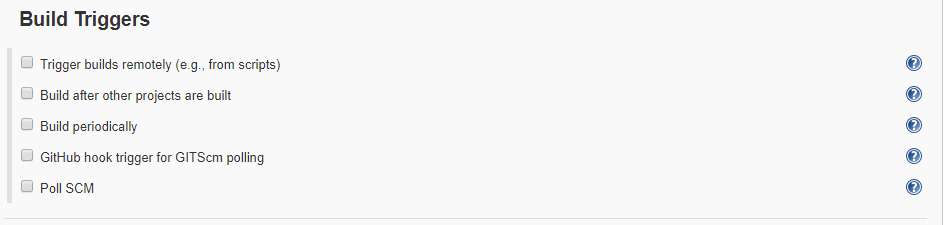 Build Triggers
Trigger builds remotely (e.g., from scripts)
Build after other projects are built
Build periodically
GitHub hook trigger for GITScm polling
Poll SCM